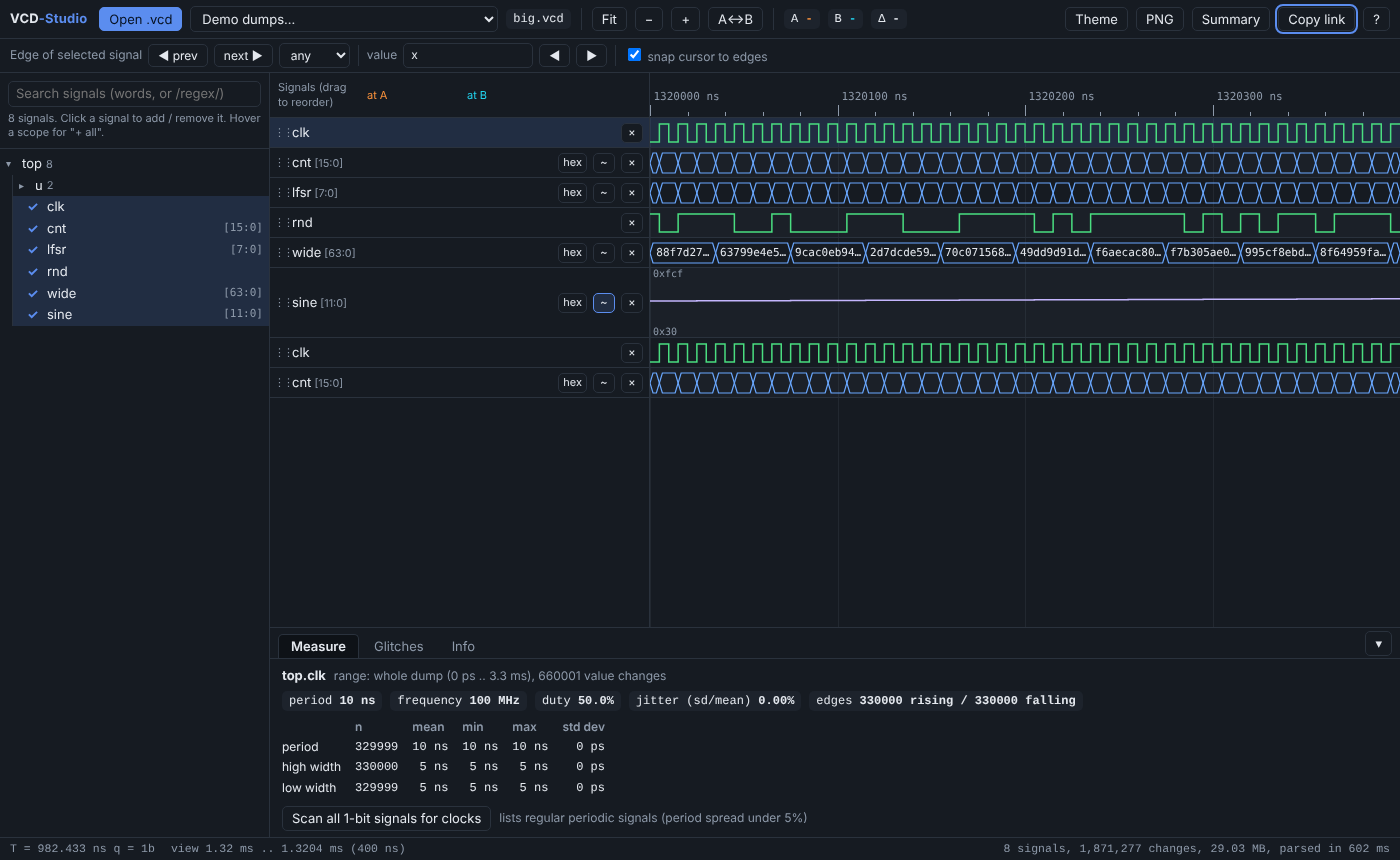 VCD-Studio Open .vcd Demo dumps... big.vcd Fit − + A↔B A - B - Δ - Theme PNG Summary Copy link ?
Edge of selected signal ◀ prev next ▶ any value x ◀ ▶ snap cursor to edges
Search signals (words, or /regex/)
8 signals. Click a signal to add / remove it. Hover
a scope for "+ all".
▾ top 8
▸ u 2
clk
cnt [15:0]
lfsr [7:0]
rnd
wide [63:0]
sine [11:0]
Signals (drag
to reorder) at A at B
1320000 ns 1320100 ns 1320200 ns 1320300 ns
clk ×
cnt [15:0] hex ~ ×
lfsr [7:0] hex ~ ×
rnd ×
wide [63:0] hex ~ × 88f7d27… 63799e4e5… 9cac0eb94… 2d7dcde59… 70c071568… 49dd9d91d… f6aecac80… f7b305ae0… 995cf8ebd… 8f64959fa…
0xfcf
sine [11:0] hex ~ ×
0x30
clk ×
cnt [15:0] hex ~ ×
Measure Glitches Info ▼
top.clk range: whole dump (0 ps .. 3.3 ms), 660001 value changes
period 10 ns frequency 100 MHz duty 50.0% jitter (sd/mean) 0.00% edges 330000 rising / 330000 falling
n mean min max std dev
period 329999 10 ns 10 ns 10 ns 0 ps
high width 330000 5 ns 5 ns 5 ns 0 ps
low width 329999 5 ns 5 ns 5 ns 0 ps
Scan all 1-bit signals for clocks lists regular periodic signals (period spread under 5%)
T = 982.433 ns q = 1b view 1.32 ms .. 1.3204 ms (400 ns) 8 signals, 1,871,277 changes, 29.03 MB, parsed in 602 ms